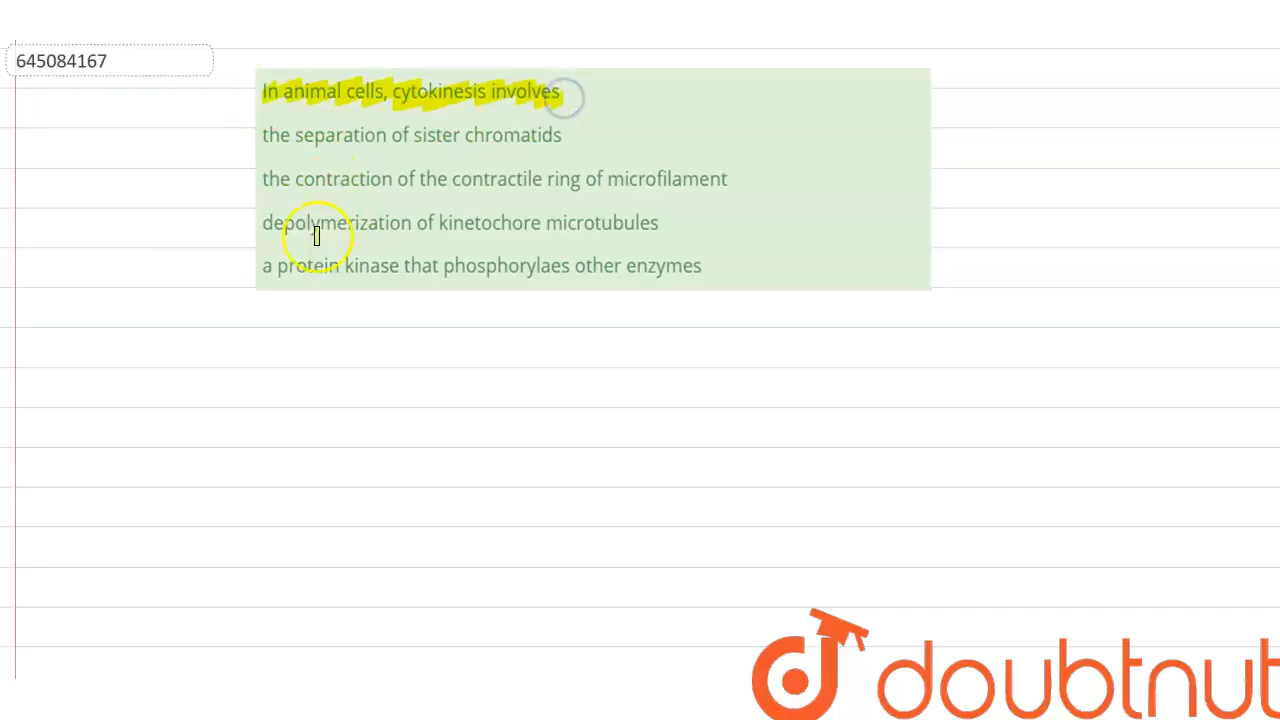 645084167
In animal cells, cytokinesis involves
the separation of sister chromatids
the contraction of the contractile ring of microfilament
depolymerization of kinetochore microtubules
a protein kinase that phosphorylaes other enzymes
doubtnut